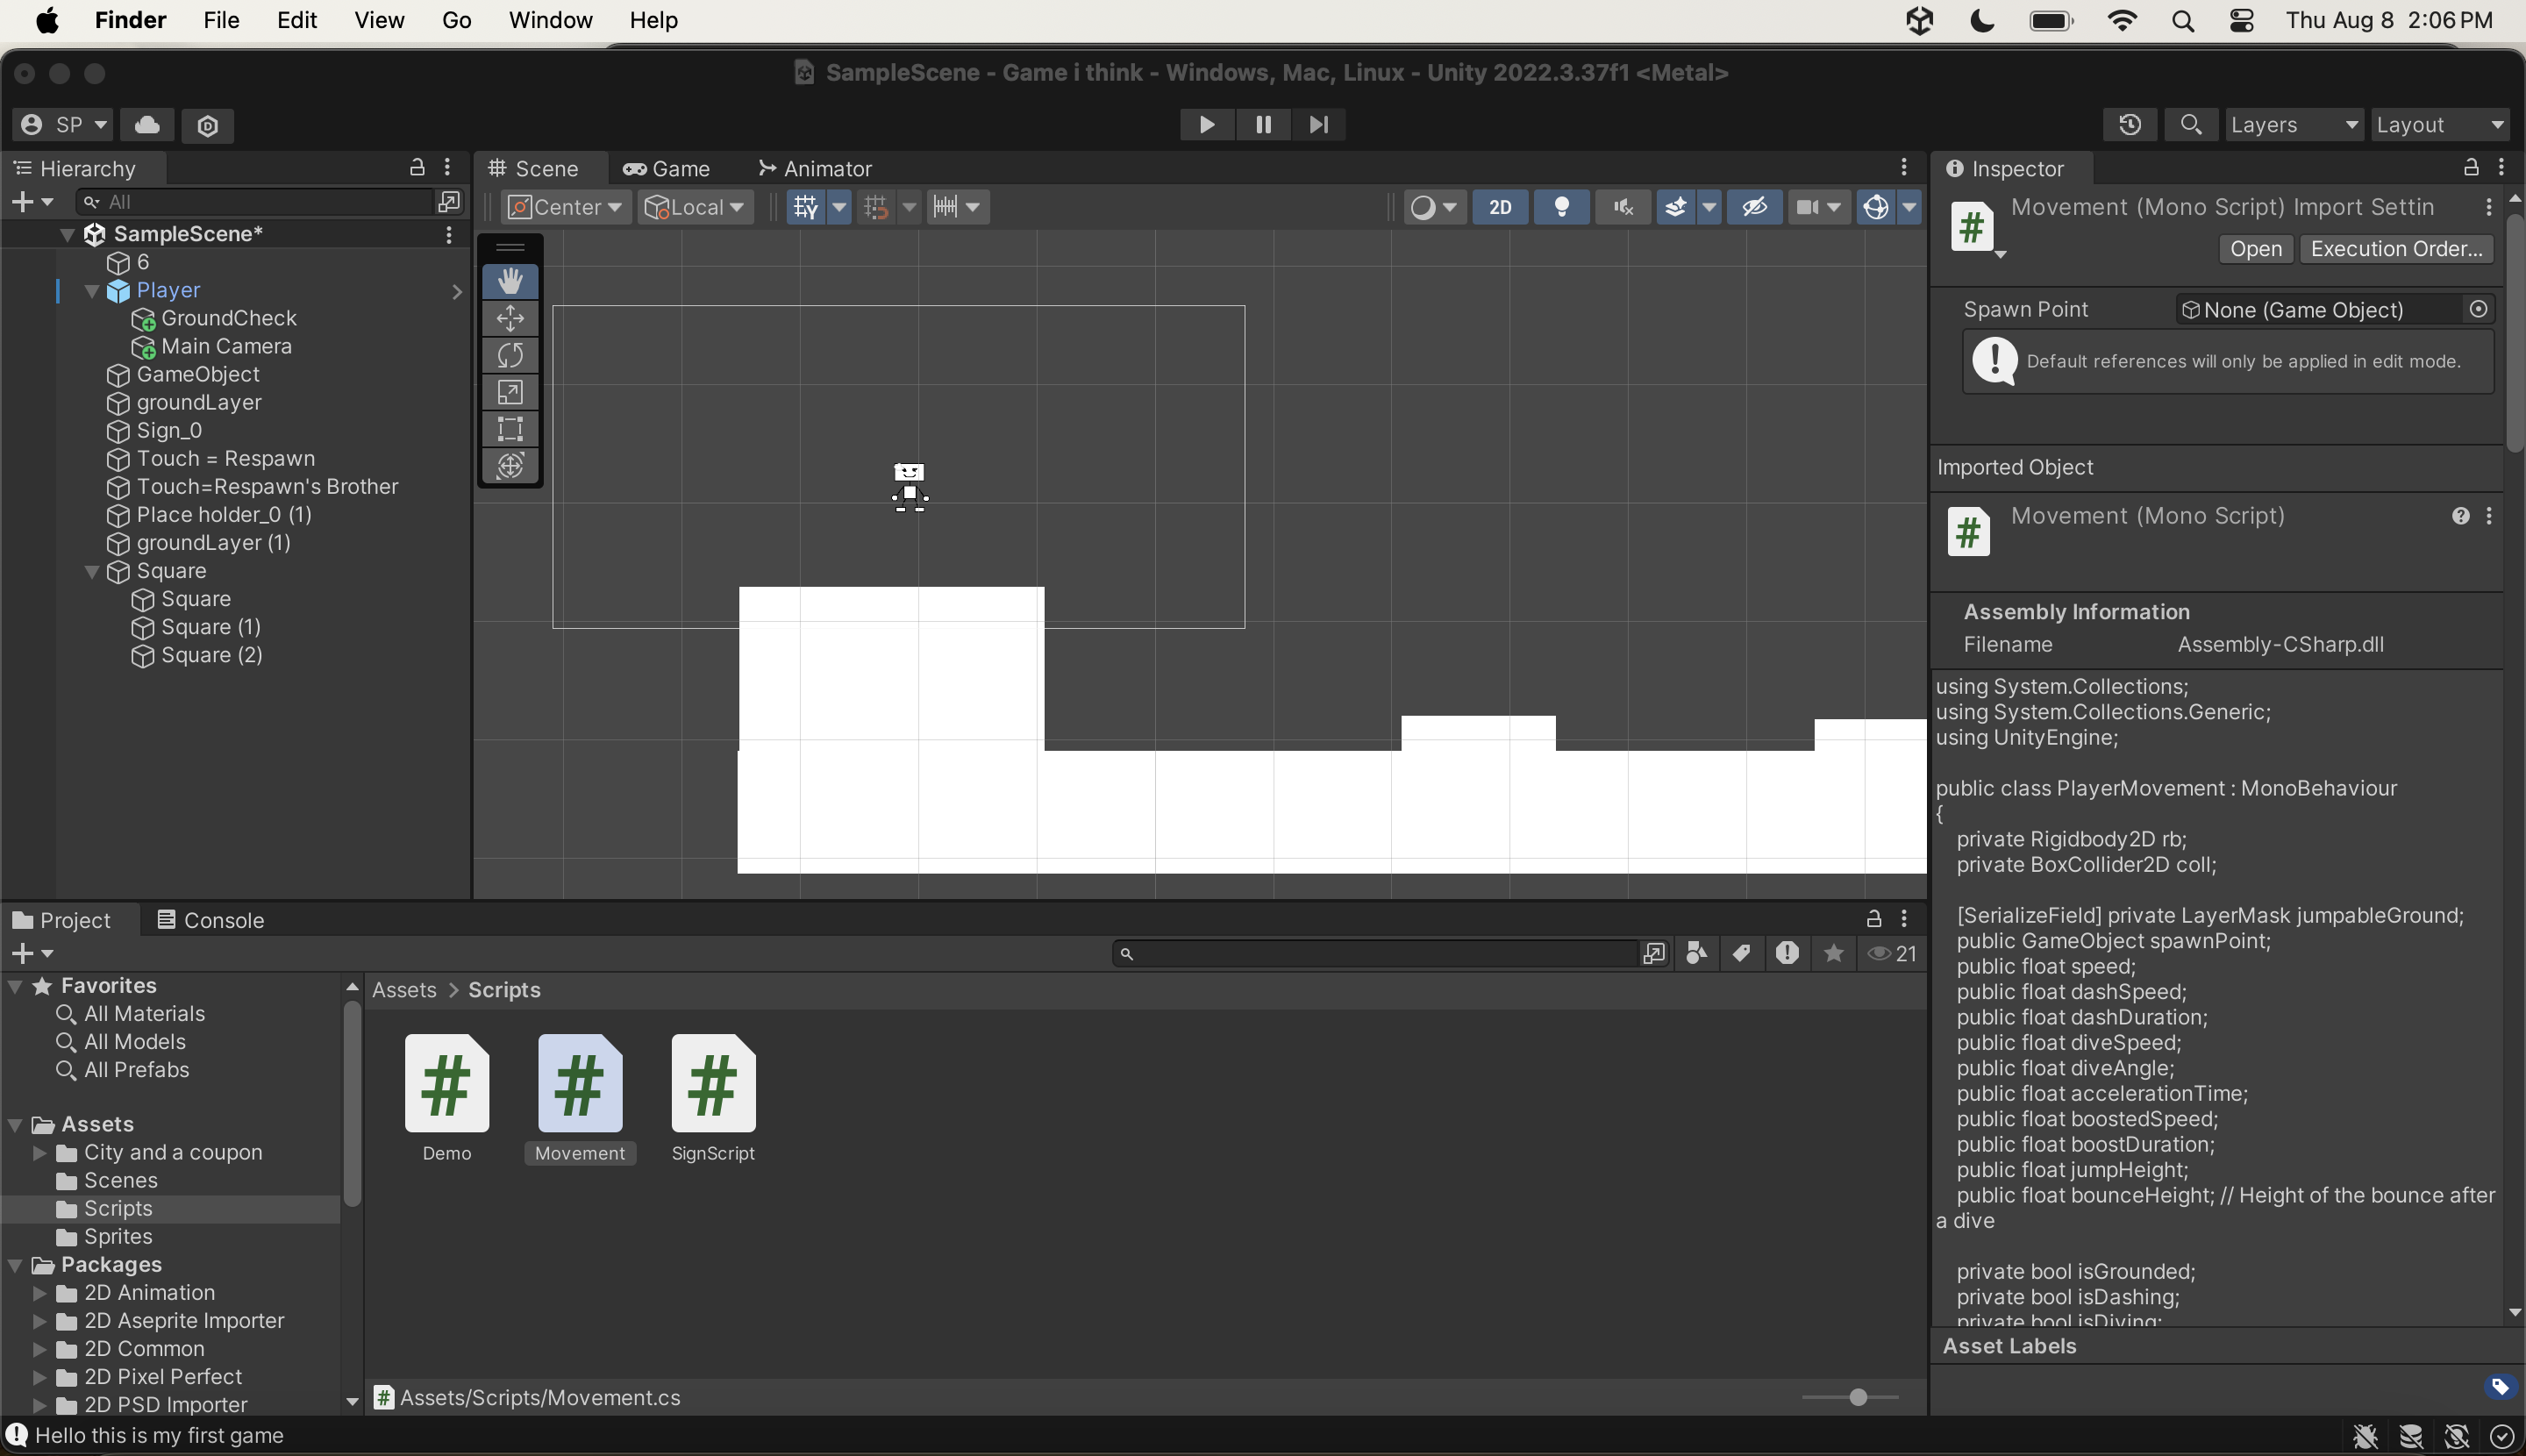 Finder File Edit View Go Window Help Thu Aug 8 2:06 PM
SampleScene - Game i think - Windows, Mac, Linux - Unity 2022.3.37f1 <Metal>
SP Layers Layout
Hierarchy
All
SampleScene*
6
Player
GroundCheck
Main Camera
GameObject
groundLayer
Sign_0
Touch = Respawn
Touch=Respawn's Brother
Place holder_0 (1)
groundLayer (1)
Square
Square
Square (1)
Square (2)
Scene Game Animator
Center Local 2D
Inspector
Movement (Mono Script) Import Settin
Open Execution Order...
Spawn Point None (Game Object)
Default references will only be applied in edit mode.
Imported Object
Movement (Mono Script)
Assembly Information
Filename Assembly-CSharp.dll
using System.Collections;
using System.Collections.Generic;
using UnityEngine;
public class PlayerMovement : MonoBehaviour
{
private Rigidbody2D rb;
private BoxCollider2D coll;
[SerializeField] private LayerMask jumpableGround;
public GameObject spawnPoint;
public float speed;
public float dashSpeed;
public float dashDuration;
public float diveSpeed;
public float diveAngle;
public float accelerationTime;
public float boostedSpeed;
public float boostDuration;
public float jumpHeight;
public float bounceHeight; // Height of the bounce after
a dive
private bool isGrounded;
private bool isDashing;
private bool isDiving;
Asset Labels
Project Console
21
Favorites
All Materials
All Models
All Prefabs
Assets
City and a coupon
Scenes
Scripts
Sprites
Packages
2D Animation
2D Aseprite Importer
2D Common
2D Pixel Perfect
2D PSD Importer
Assets > Scripts
Demo Movement SignScript
Assets/Scripts/Movement.cs
Hello this is my first game